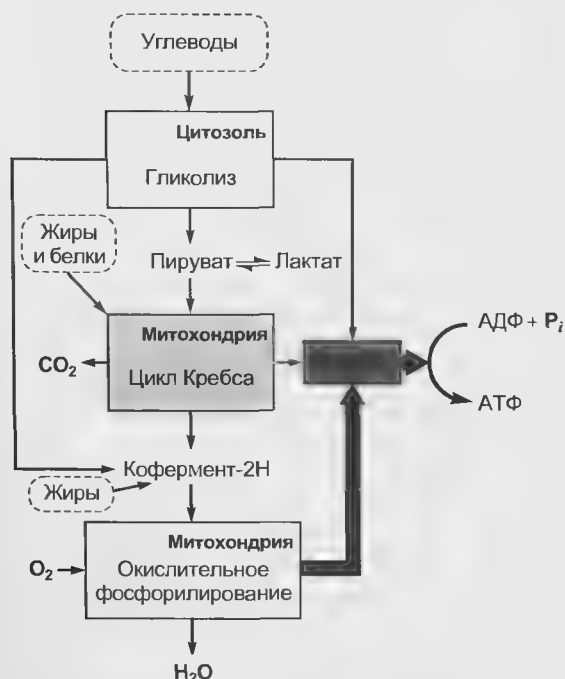 Углеводы
Цитозоль
Гликолиз
Жиры
и белки
Пируват ⇌ Лактат
Митохондрия
Цикл Кребса
CO₂
АДФ + Pᵢ
АТФ
Кофермент-2Н
Жиры
Митохондрия
O₂
Окислительное
фосфорилирование
H₂O